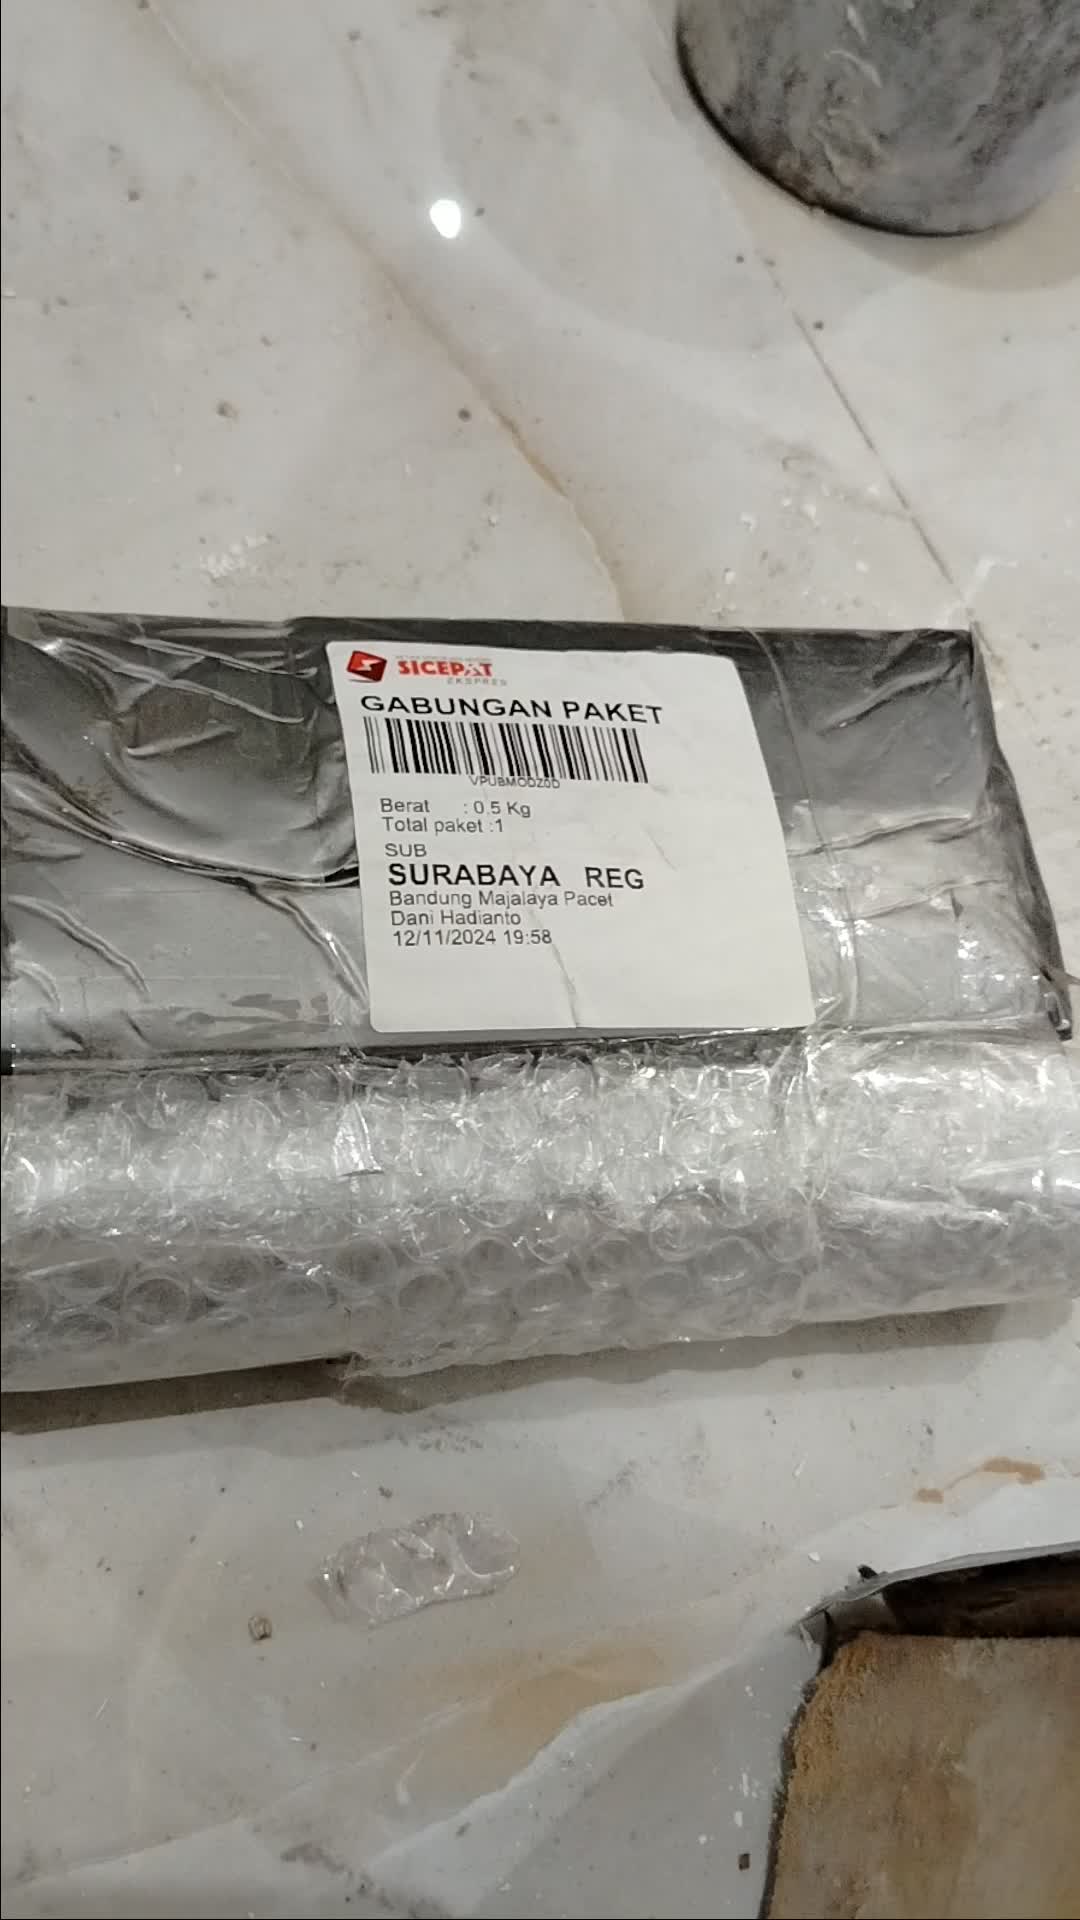 SICEPAT
EKSPRES
GABUNGAN PAKET
Berat : 0.5 Kg
Total paket :1
SUB
SURABAYA REG
Bandung Majalaya Pacet
Dani Hadianto
12/11/2024 19:58